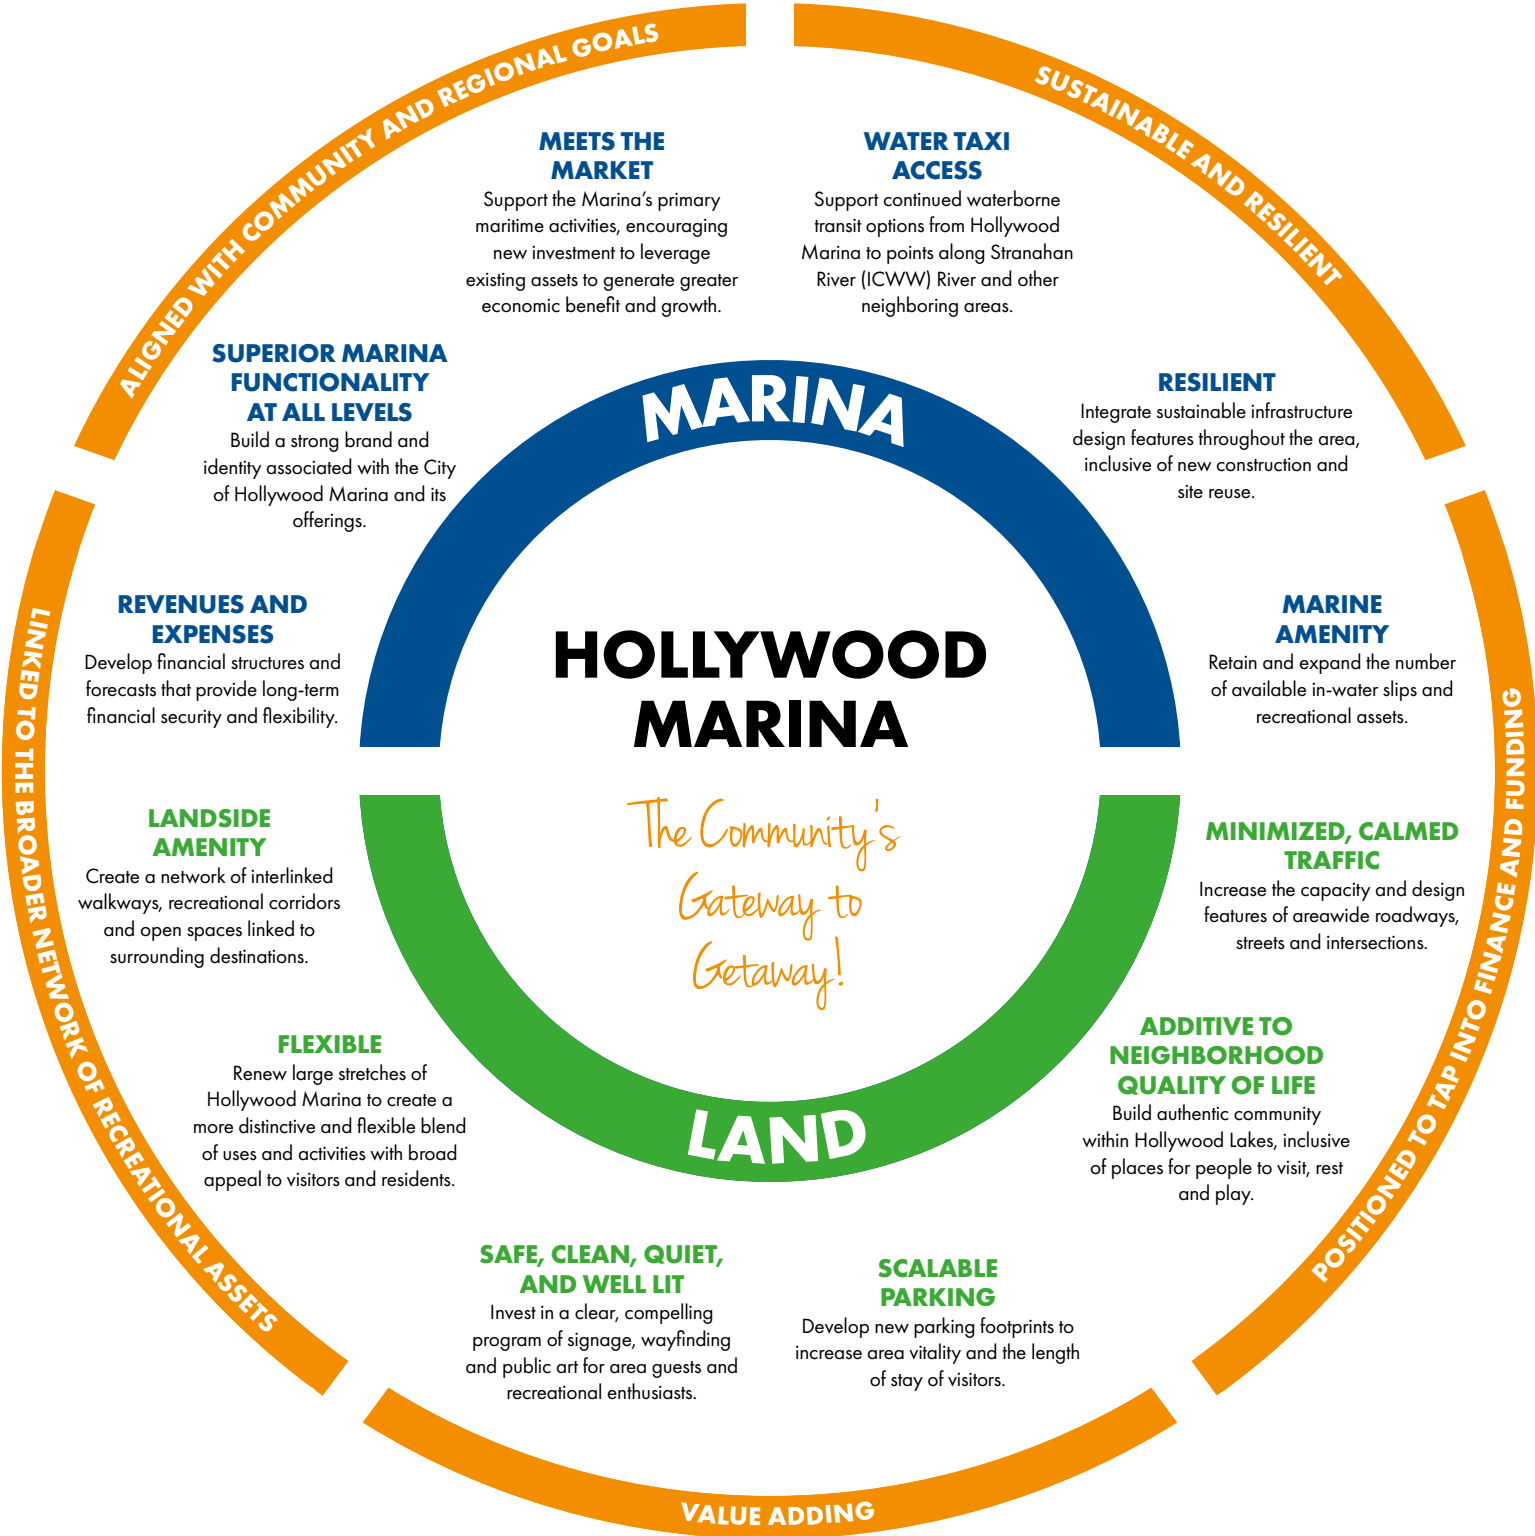 ALIGNED WITH COMMUNITY AND REGIONAL GOALS
SUSTAINABLE AND RESILIENT
MEETS THE
MARKET
Support the Marina's primary
maritime activities, encouraging
new investment to leverage
existing assets to generate greater
economic benefit and growth.
WATER TAXI
ACCESS
Support continued waterborne
transit options from Hollywood
Marina to points along Stranahan
River (ICWW) River and other
neighboring areas.
SUPERIOR MARINA
FUNCTIONALITY
AT ALL LEVELS
Build a strong brand and
identity associated with the City
of Hollywood Marina and its
offerings.
MARINA
RESILIENT
Integrate sustainable infrastructure
design features throughout the area,
inclusive of new construction and
site reuse.
REVENUES AND
EXPENSES
Develop financial structures and
forecasts that provide long-term
financial security and flexibility.
MARINE
AMENITY
Retain and expand the number
of available in-water slips and
recreational assets.
HOLLYWOOD
MARINA
The Community's
Gateway to
Getaway!
LINKED TO THE BROADER NETWORK OF RECREATIONAL ASSETS
POSITIONED TO TAP INTO FINANCE AND FUNDING
LANDSIDE
AMENITY
Create a network of interlinked
walkways, recreational corridors
and open spaces linked to
surrounding destinations.
MINIMIZED, CALMED
TRAFFIC
Increase the capacity and design
features of areawide roadways,
streets and intersections.
FLEXIBLE
Renew large stretches of
Hollywood Marina to create a
more distinctive and flexible blend
of uses and activities with broad
appeal to visitors and residents.
LAND
ADDITIVE TO
NEIGHBORHOOD
QUALITY OF LIFE
Build authentic community
within Hollywood Lakes, inclusive
of places for people to visit, rest
and play.
SAFE, CLEAN, QUIET,
AND WELL LIT
Invest in a clear, compelling
program of signage, wayfinding
and public art for area guests and
recreational enthusiasts.
SCALABLE
PARKING
Develop new parking footprints to
increase area vitality and the length
of stay of visitors.
VALUE ADDING